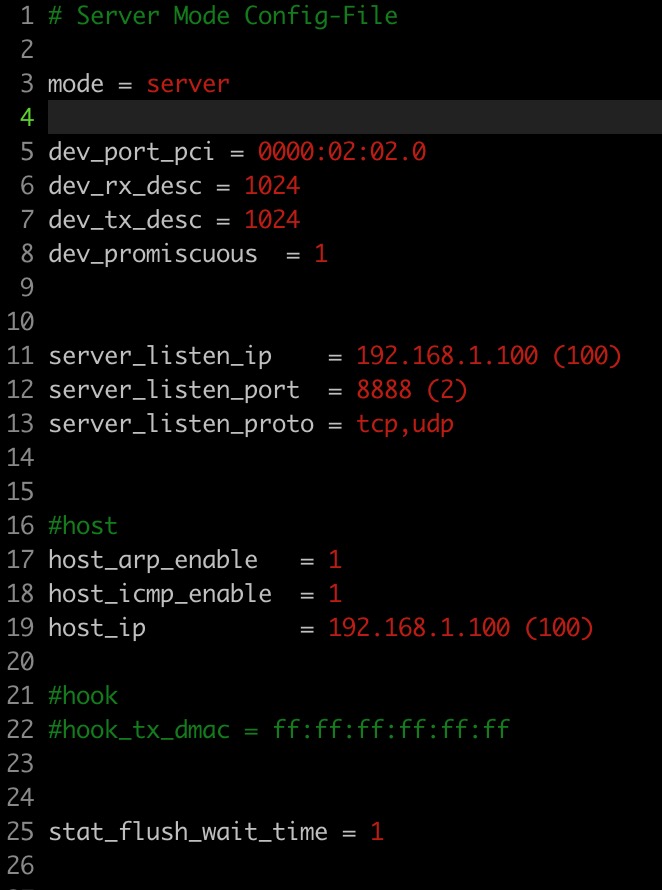 1 # Server Mode Config-File
2
3 mode = server
4
5 dev_port_pci = 0000:02:02.0
6 dev_rx_desc = 1024
7 dev_tx_desc = 1024
8 dev_promiscuous  = 1
9
10
11 server_listen_ip    = 192.168.1.100 (100)
12 server_listen_port  = 8888 (2)
13 server_listen_proto = tcp,udp
14
15
16 #host
17 host_arp_enable   = 1
18 host_icmp_enable  = 1
19 host_ip           = 192.168.1.100 (100)
20
21 #hook
22 #hook_tx_dmac = ff:ff:ff:ff:ff:ff
23
24
25 stat_flush_wait_time = 1
26